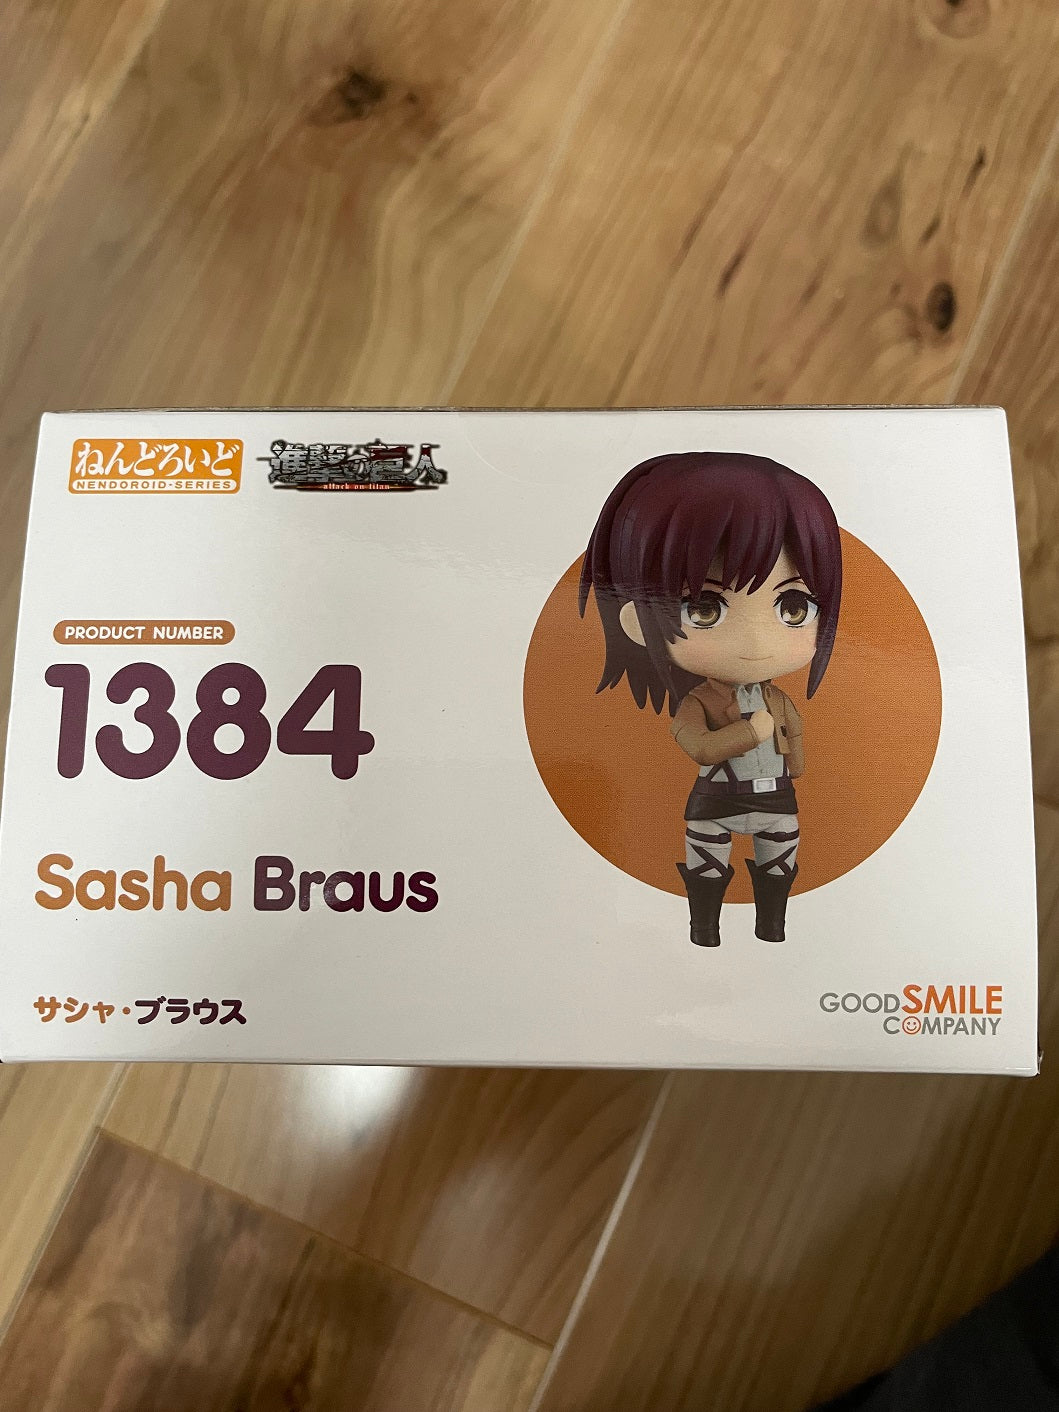 ねんどろいど
NENDOROID-SERIES
進撃の巨人
attack on titan
PRODUCT NUMBER
1384
Sasha Braus
サシャ・ブラウス
GOOD SMILE
COMPANY